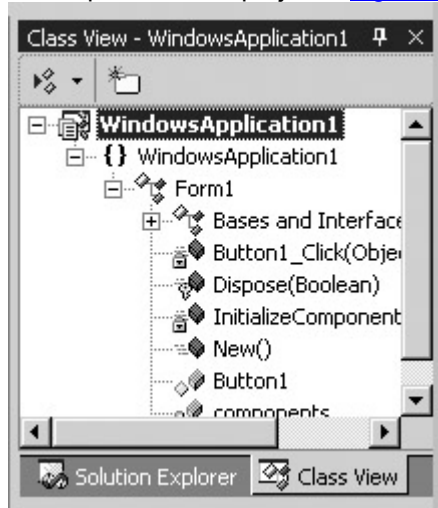 Class View - WindowsApplication1
WindowsApplication1
{} WindowsApplication1
Form1
Bases and Interface
Button1_Click(Obje
Dispose(Boolean)
InitializeComponent
New()
Button1
components
Solution Explorer Class View